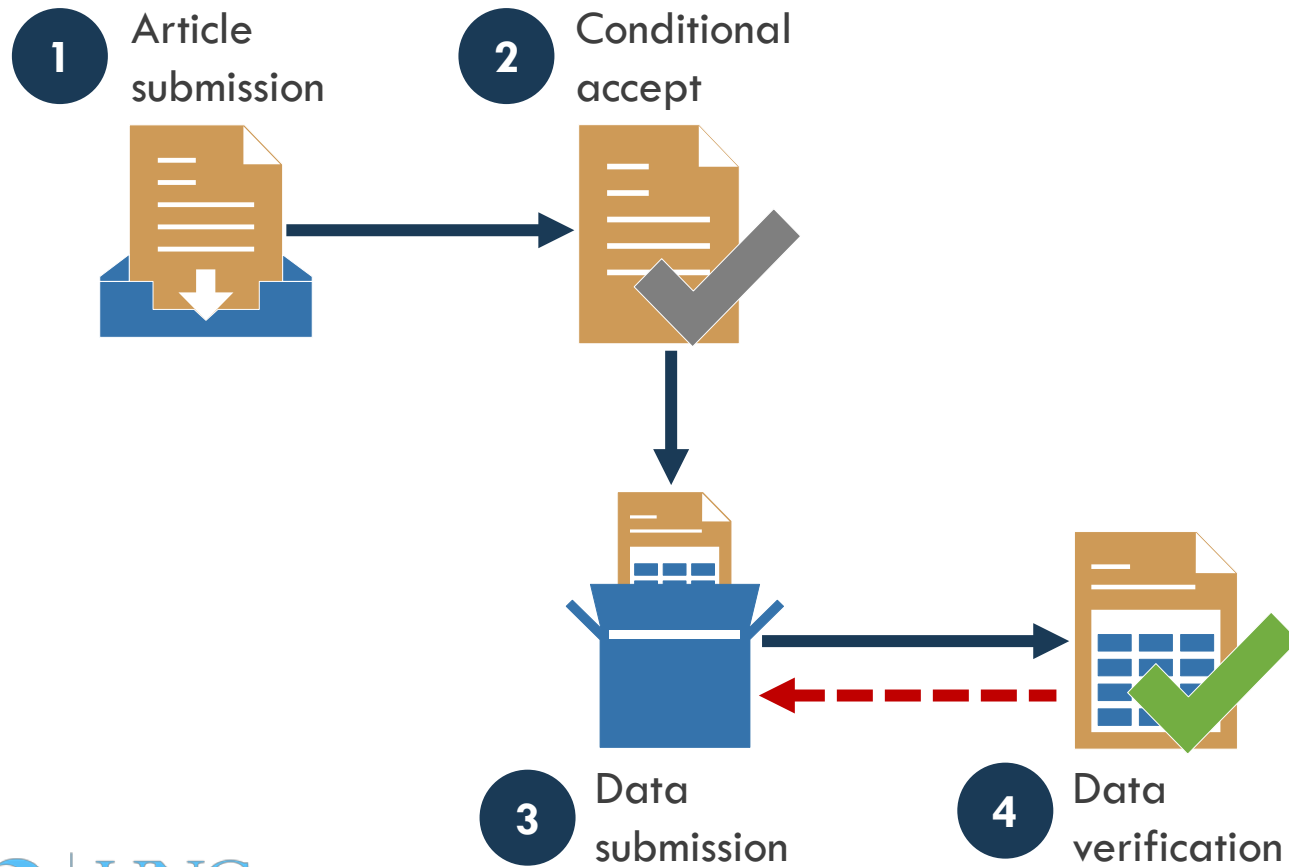 1
Article
submission
2
Conditional
accept
3
Data
submission
4
Data
verification